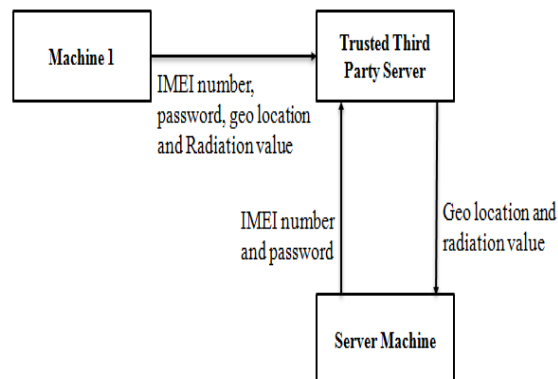 Machine 1
Trusted Third
Party Server
IMEI number,
password, geo location
and Radiation value
IMEI number
and password
Geo location and
radiation value
Server Machine